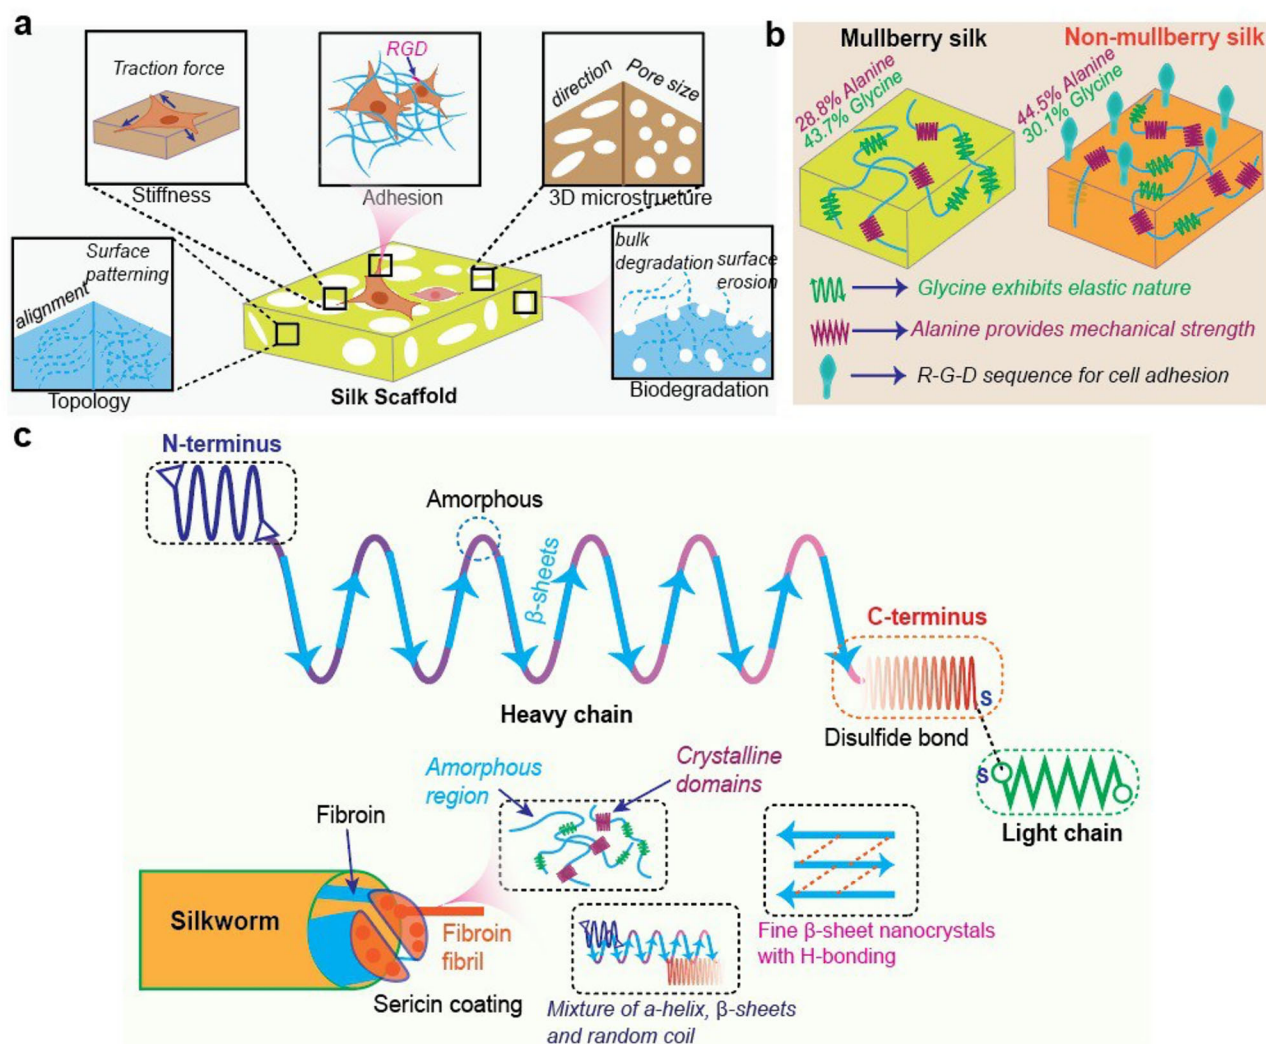 a
Traction force
Stiffness
RGD
Adhesion
direction
Pore size
3D microstructure
Surface
patterning
alignment
Topology
Silk Scaffold
bulk
degradation
surface
erosion
Biodegradation
b
Mullberry silk
Non-mullberry silk
28.8% Alanine
43.7% Glycine
44.5% Alanine
30.1% Glycine
Glycine exhibits elastic nature
Alanine provides mechanical strength
R-G-D sequence for cell adhesion
c
N-terminus
Amorphous
β-sheets
C-terminus
Heavy chain
S
Disulfide bond
S
Light chain
Amorphous
region
Crystalline
domains
Fibroin
Silkworm
Fibroin
fibril
Sericin coating
Fine β-sheet nanocrystals
with H-bonding
Mixture of a-helix, β-sheets
and random coil